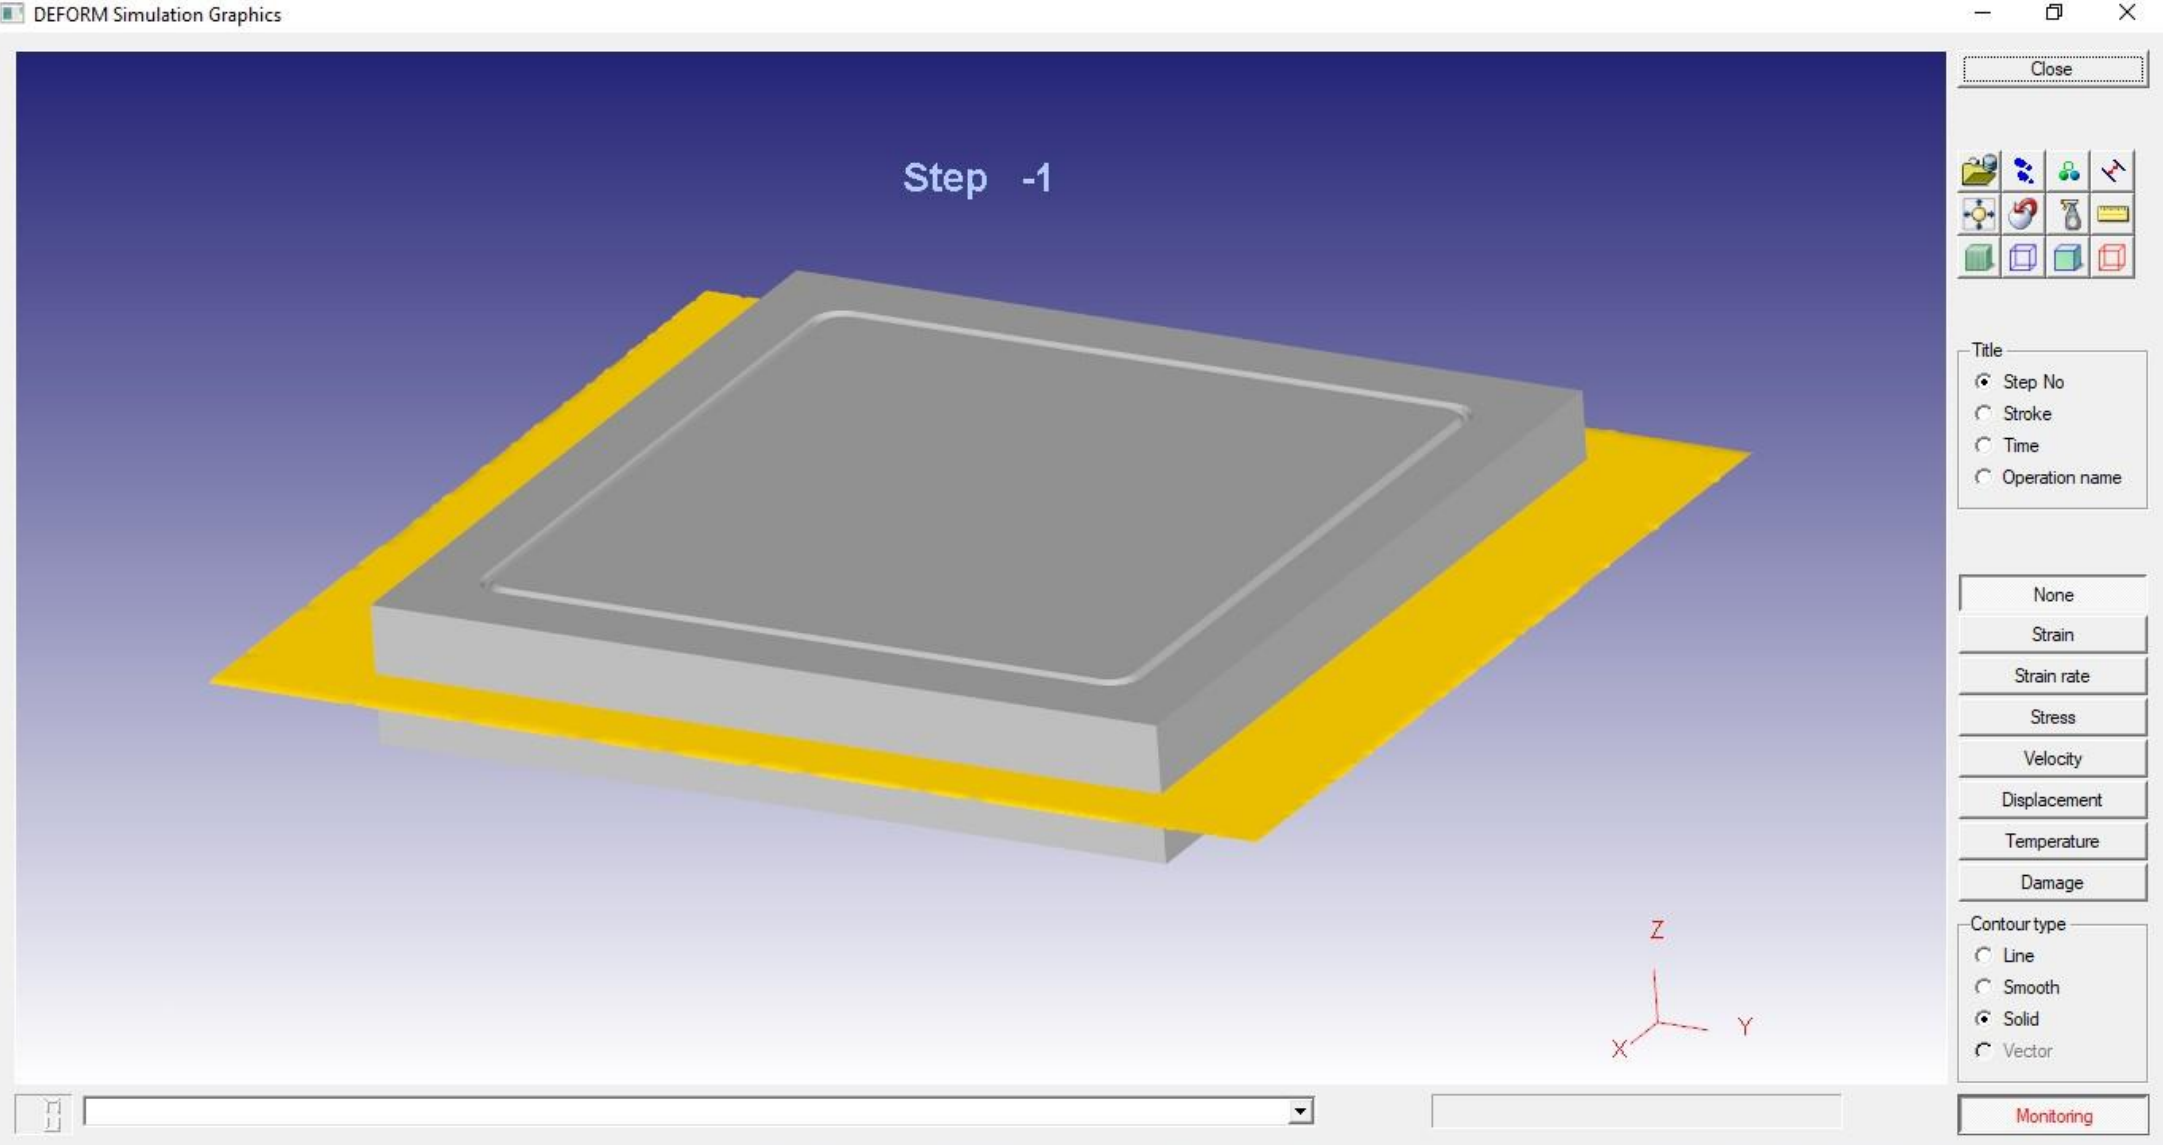 DEFORM Simulation Graphics
Close
Step -1
Title
Step No
Stroke
Time
Operation name
None
Strain
Strain rate
Stress
Velocity
Displacement
Temperature
Damage
Contour type
Line
Smooth
Solid
Vector
Z
Y
X
Monitoring